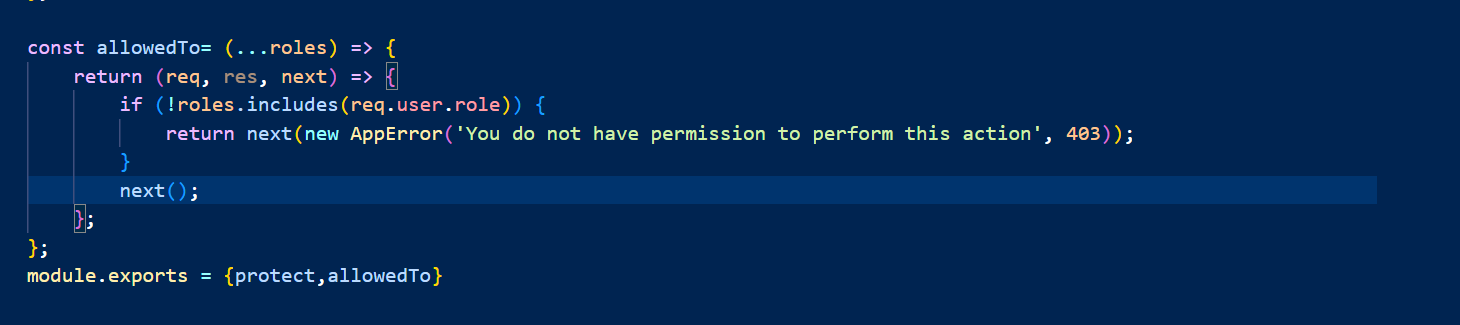 const allowedTo= (...roles) => {
    return (req, res, next) => {
        if (!roles.includes(req.user.role)) {
            return next(new AppError('You do not have permission to perform this action', 403));
        }
        next();
    };
};
module.exports = {protect,allowedTo}